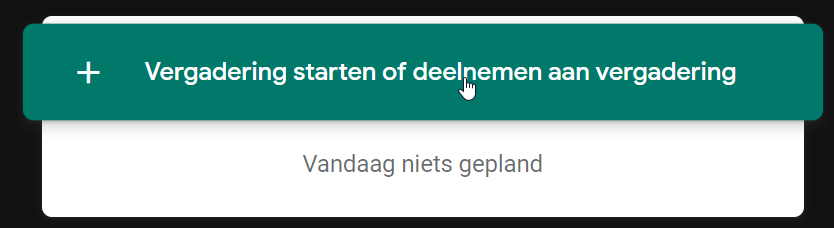 Vergadering starten of deelnemen aan vergadering
Vandaag niets gepland